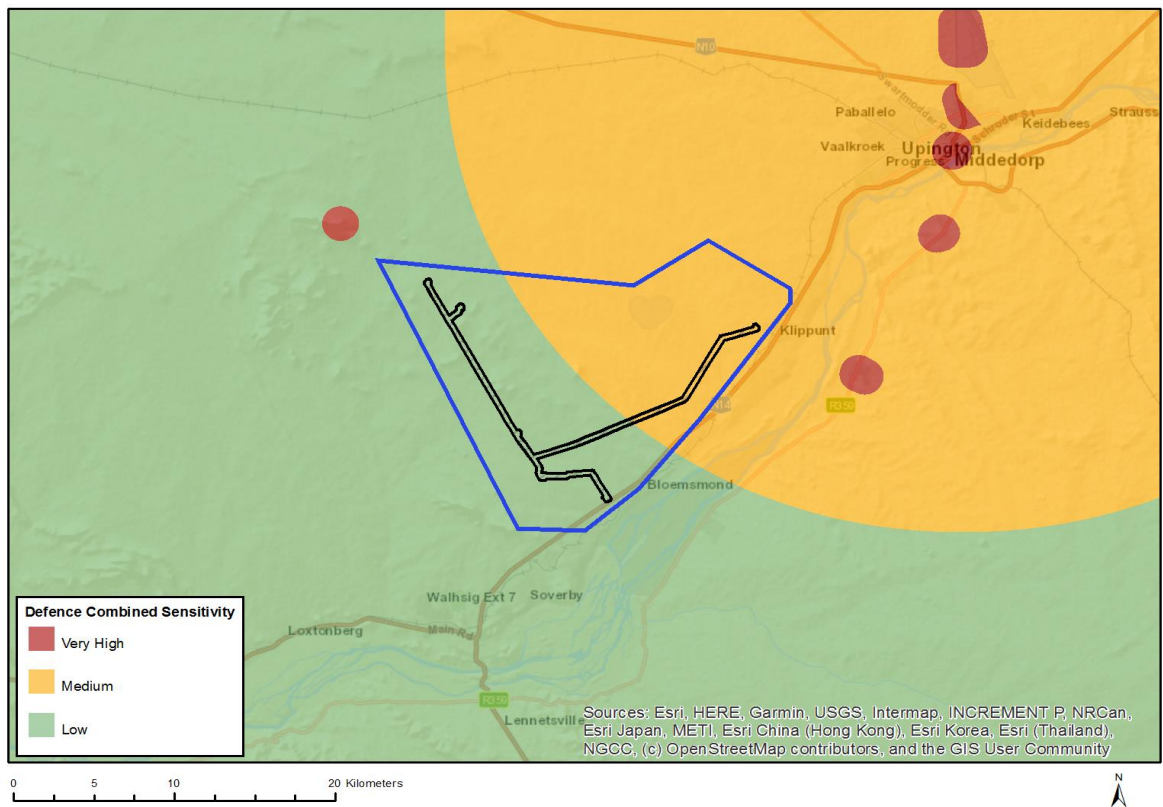 N10
Swartmodder R
Paballelo
Schruder St
Keidebees
Strauss
Vaalkroek
Upington
Progress
Middedorp
Klippunt
N14
R359
Bloemsmond
Walhsig Ext 7
Soverby
Loxtonberg
Main Rd
R359
Lennetsville
Defence Combined Sensitivity
Very High
Medium
Low
Sources: Esri, HERE, Garmin, USGS, Intermap, INCREMENT P, NRCan,
Esri Japan, METI, Esri China (Hong Kong), Esri Korea, Esri (Thailand),
NGCC, (c) OpenStreetMap contributors, and the GIS User Community
0 5 10 20 Kilometers
N